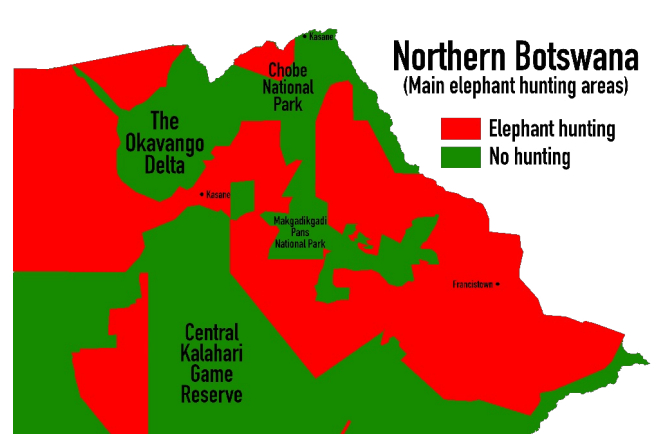 Kasane
Northern Botswana
(Main elephant hunting areas)
Chobe
National
Park
The
Okavango
Delta
Elephant hunting
No hunting
Kasane
Makgadikgadi
Pans
National Park
Francistown
Central
Kalahari
Game
Reserve